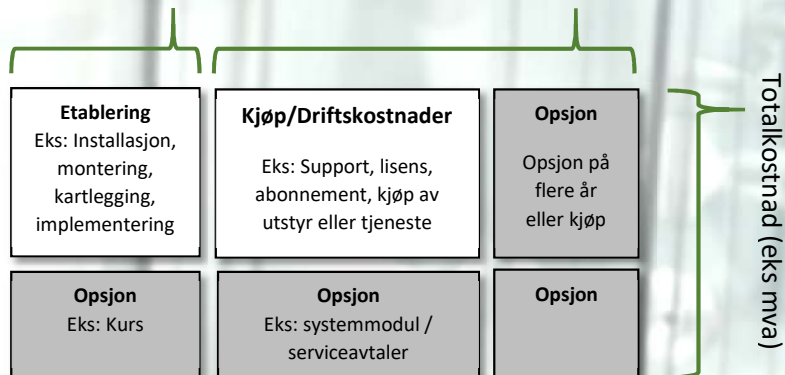 Etablering
Eks: Installasjon,
montering,
kartlegging,
implementering
Kjøp/Driftskostnader
Eks: Support, lisens,
abonnement, kjøp av
utstyr eller tjeneste
Opsjon
Opsjon på
flere år
eller kjøp
Opsjon
Eks: Kurs
Opsjon
Eks: systemmodul /
serviceavtaler
Opsjon
Totalkostnad (eks mva)